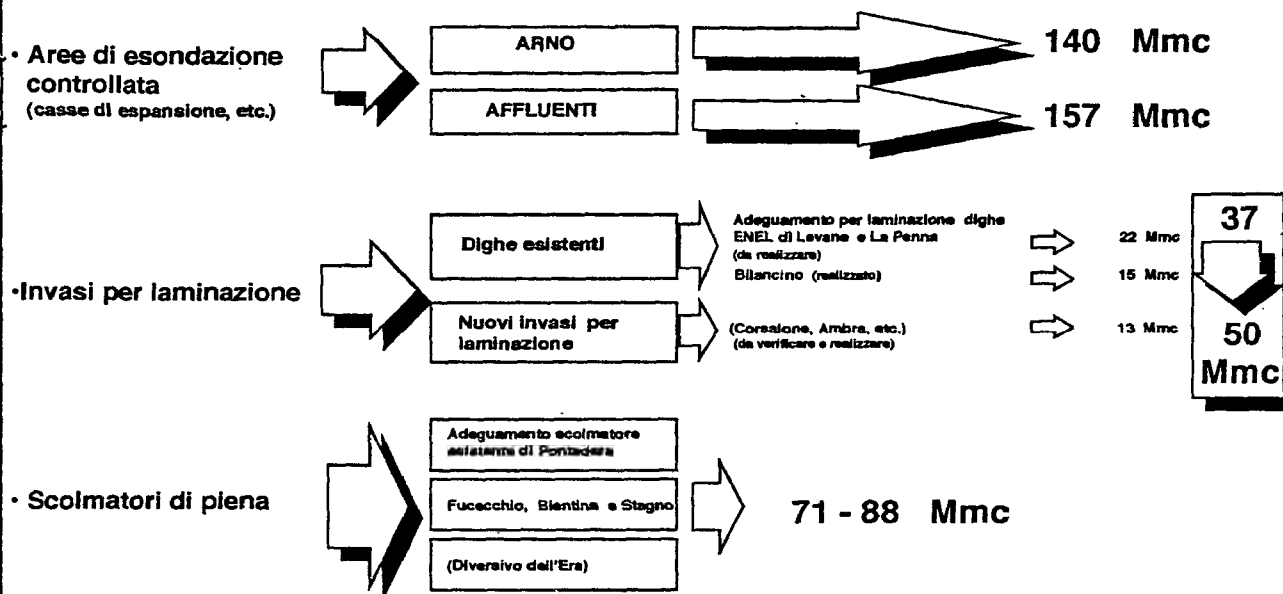 · Aree di esondazione
controllata
(casse di espansione, etc.)
ARNO
140 Mmc
AFFLUENTI
157 Mmc
·Invasi per laminazione
Dighe esistenti
Adeguamento per laminazione dighe
ENEL di Levane e La Penna
(da realizzare)
22 Mmc
Bilancino (realizzato)
15 Mmc
Nuovi invasi per
laminazione
(Corsalone, Ambra, etc.)
(da verificare e realizzare)
13 Mmc
37
50
Mmc
· Scolmatori di piena
Adeguamento scolmatore
esistente di Pontedera
Fucecchio, Bientina e Stagno
(Diversivo dell'Era)
71 - 88 Mmc